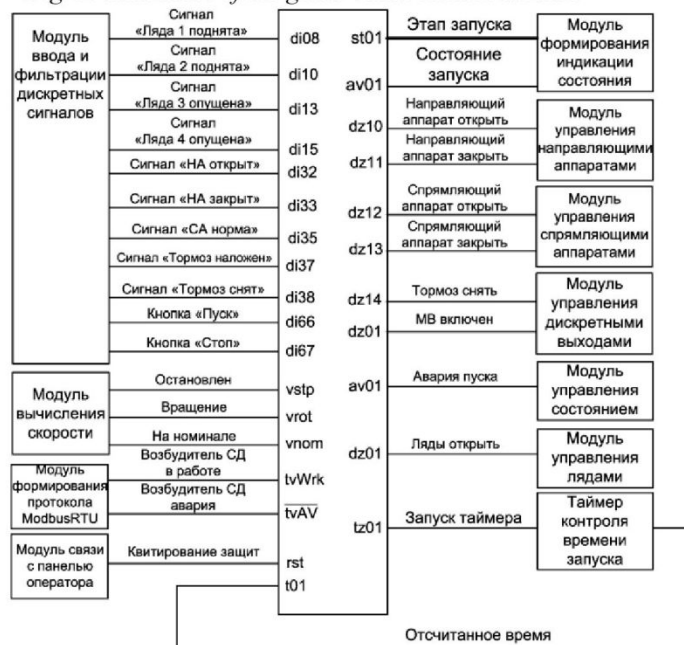 Модуль
ввода и
фильтрации
дискретных
сигналов
Сигнал
«Ляда 1 поднята»
di08
Сигнал
«Ляда 2 поднята»
di10
Сигнал
«Ляда 3 опущена»
di13
Сигнал
«Ляда 4 опущена»
di15
Сигнал «НА открыт»
di32
Сигнал «НА закрыт»
di33
Сигнал «СА норма»
di35
Сигнал «Тормоз наложен»
di37
Сигнал «Тормоз снят»
di38
Кнопка «Пуск»
di66
Кнопка «Стоп»
di67
Модуль
вычисления
скорости
Остановлен
vstp
Вращение
vrot
На номинале
vnom
Модуль
формирования
протокола
ModbusRTU
Возбудитель СД
в работе
tvWrk
Возбудитель СД
авария
tvAV
Модуль связи
с панелью
оператора
Квитирование защит
rst
t01
st01
Этап запуска
av01
Состояние
запуска
Модуль
формирования
индикации
состояния
dz10
Направляющий
аппарат открыть
dz11
Направляющий
аппарат закрыть
Модуль
управления
направляющими
аппаратами
dz12
Спрямляющий
аппарат открыть
dz13
Спрямляющий
аппарат закрыть
Модуль
управления
спрямляющими
аппаратами
dz14
Тормоз снять
dz01
МВ включен
Модуль
управления
дискретными
выходами
av01
Авария пуска
Модуль
управления
состоянием
dz01
Ляды открыть
Модуль
управления
лядами
tz01
Запуск таймера
Таймер
контроля
времени
запуска
Отсчитанное время